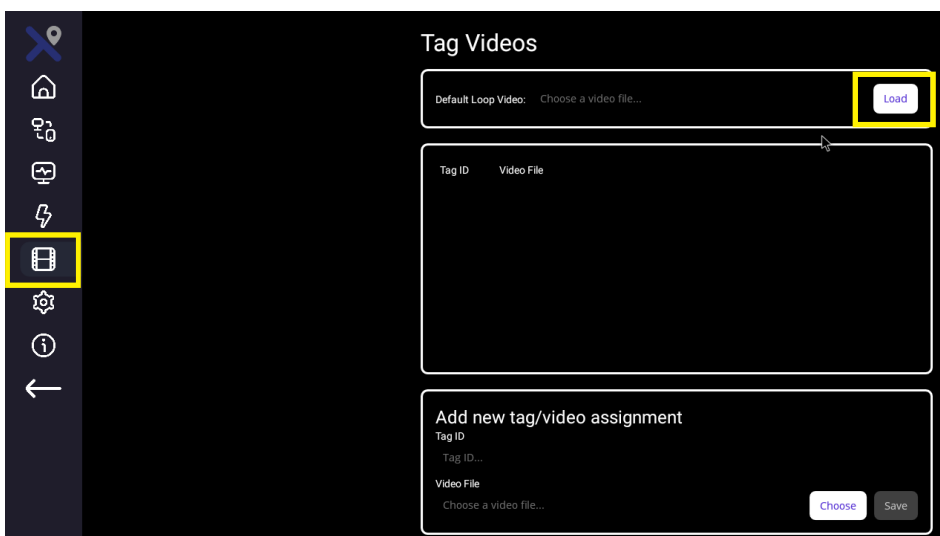 Tag Videos
Default Loop Video: Choose a video file... Load
Tag ID Video File
Add new tag/video assignment
Tag ID
Tag ID...
Video File
Choose a video file... Choose Save